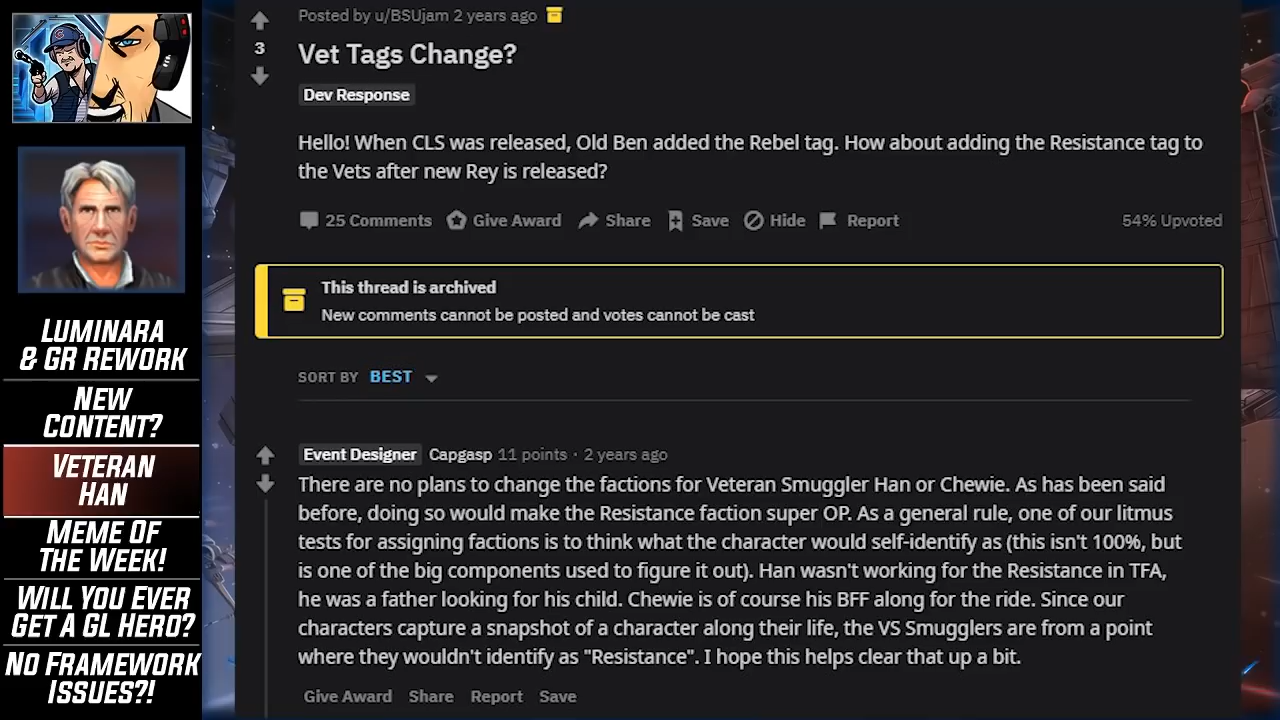 Posted by u/BSUjam 2 years ago
3
Vet Tags Change?
Dev Response
Hello! When CLS was released, Old Ben added the Rebel tag. How about adding the Resistance tag to
the Vets after new Rey is released?
25 Comments Give Award Share Save Hide Report 54% Upvoted
This thread is archived
New comments cannot be posted and votes cannot be cast
SORT BY BEST
Event Designer Capgasp 11 points · 2 years ago
There are no plans to change the factions for Veteran Smuggler Han or Chewie. As has been said
before, doing so would make the Resistance faction super OP. As a general rule, one of our litmus
tests for assigning factions is to think what the character would self-identify as (this isn't 100%, but
is one of the big components used to figure it out). Han wasn't working for the Resistance in TFA,
he was a father looking for his child. Chewie is of course his BFF along for the ride. Since our
characters capture a snapshot of a character along their life, the VS Smugglers are from a point
where they wouldn't identify as "Resistance". I hope this helps clear that up a bit.
Give Award Share Report Save
LUMINARA
& GR REWORK
NEW
CONTENT?
VETERAN
HAN
MEME OF
THE WEEK!
WILL YOU EVER
GET A GL HERO?
NO FRAMEWORK
ISSUES?!